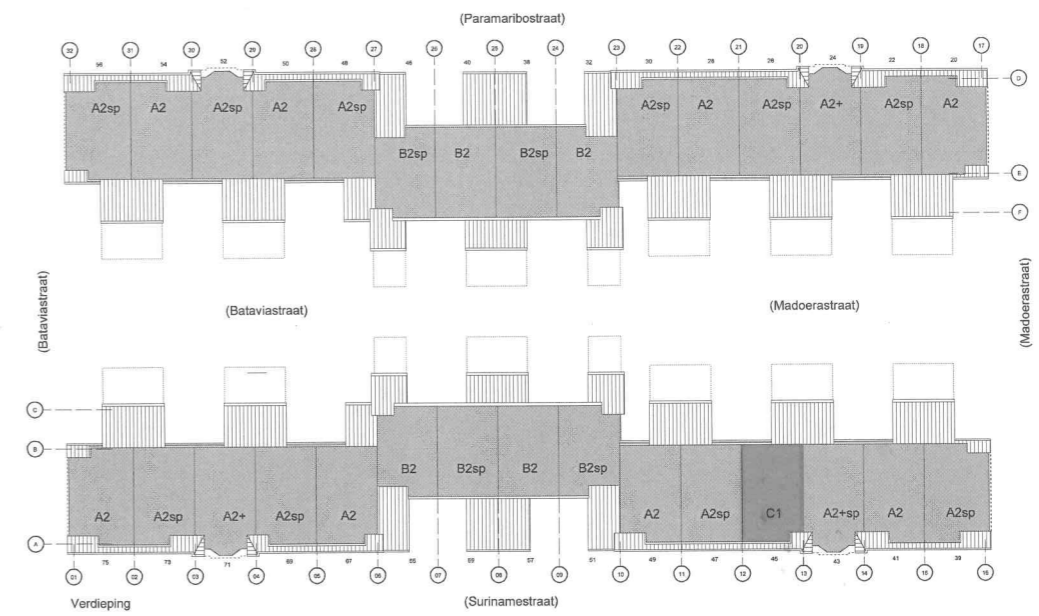 (Paramaribostraat)
32 31 30 29 28 27 26 25 24 23 22 21 20 19 18 17
56 54 52 50 48 46 40 38 32 30 28 26 24 22 20
D
A2sp A2 A2sp A2 A2sp B2sp B2 B2sp B2 A2sp A2 A2sp A2+ A2sp A2
E
F
(Bataviastraat)
(Bataviastraat)
(Madoerastraat)
(Madoerastraat)
C
B
B2 B2sp B2 B2sp
A2 A2sp A2+ A2sp A2 A2 A2sp C1 A2+sp A2 A2sp
A
75 73 71 69 67 65 59 57 51 49 47 45 43 41 39
01 02 03 04 05 06 07 08 09 10 11 12 13 14 15 16
Verdieping
(Surinamestraat)